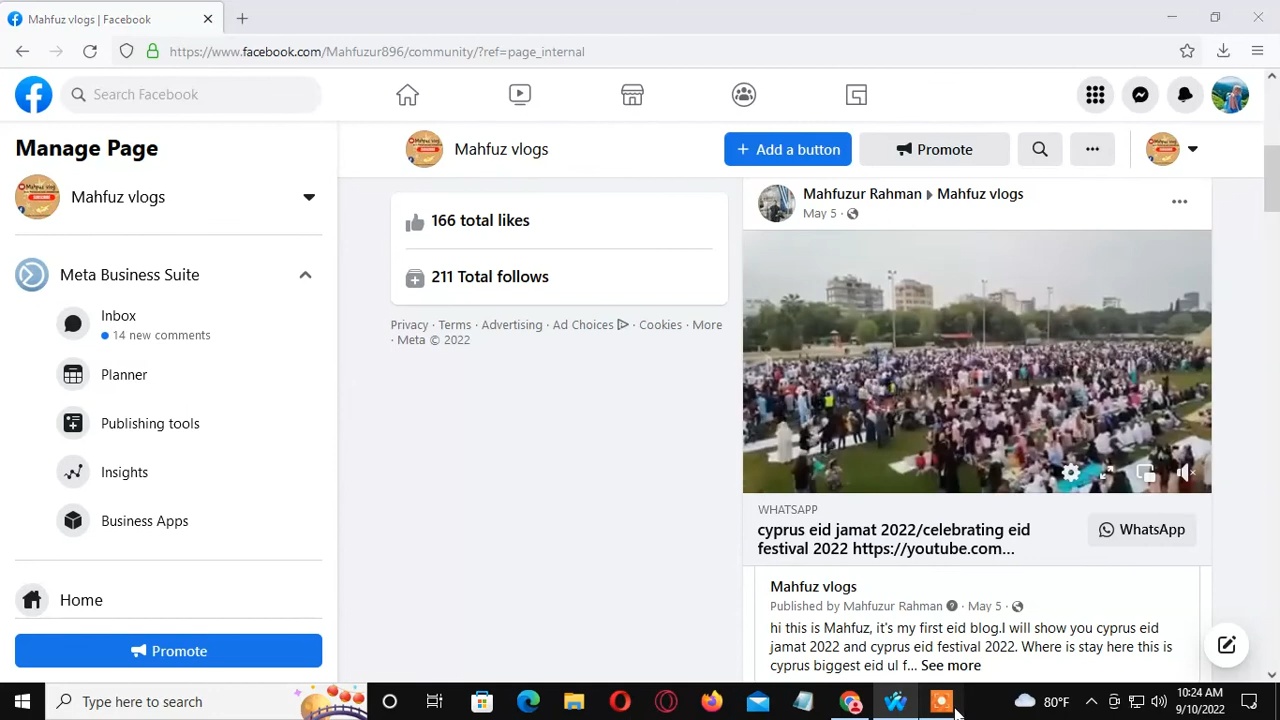 Mahfuz vlogs | Facebook
https://www.facebook.com/Mahfuzur896/community/?ref=page_internal
Search Facebook
Manage Page
Mahfuz vlogs
Meta Business Suite
Inbox
14 new comments
Planner
Publishing tools
Insights
Business Apps
Home
Promote
Mahfuz vlogs
+ Add a button
Promote
166 total likes
211 Total follows
Privacy · Terms · Advertising · Ad Choices · Cookies · More
· Meta © 2022
Mahfuzur Rahman Mahfuz vlogs
May 5 ·
WHATSAPP
cyprus eid jamat 2022/celebrating eid
festival 2022 https://youtube.com...
WhatsApp
Mahfuz vlogs
Published by Mahfuzur Rahman · May 5 ·
hi this is Mahfuz, it's my first eid blog.I will show you cyprus eid
jamat 2022 and cyprus eid festival 2022. Where is stay here this is
cyprus biggest eid ul f... See more
Type here to search
80°F
10:24 AM
9/10/2022